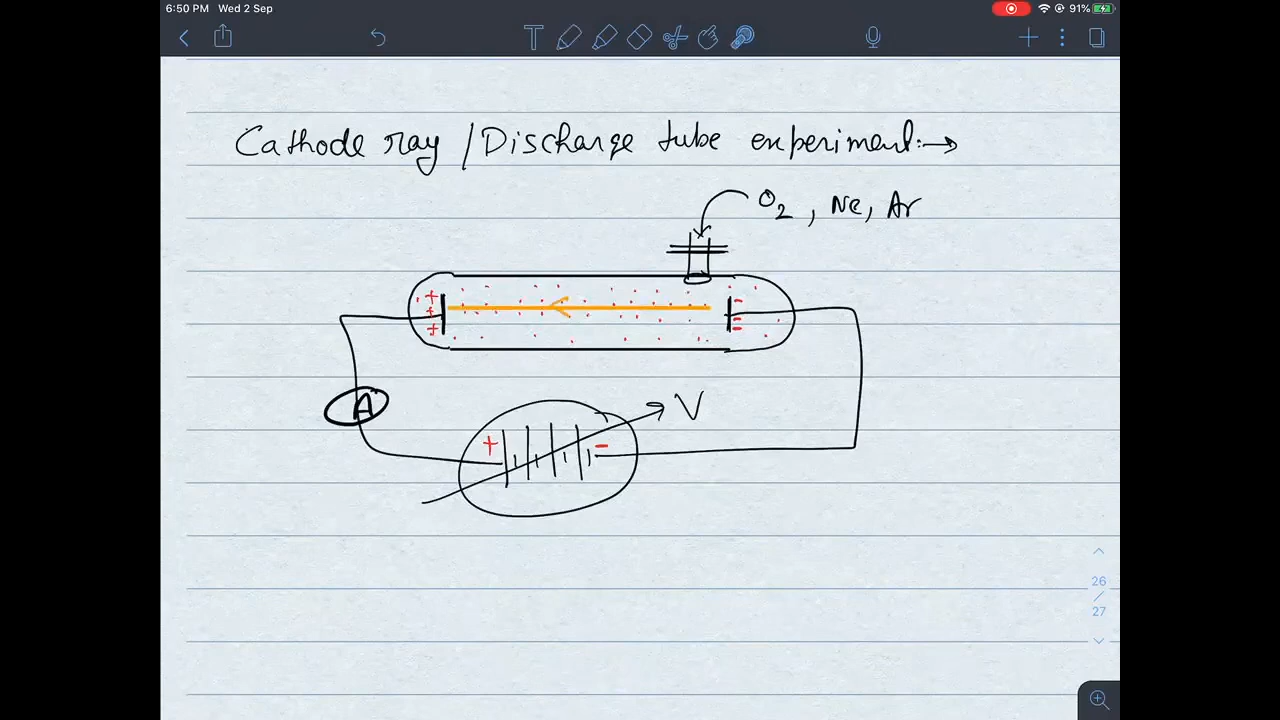 6:50 PM Wed 2 Sep
91%
T
Cathode ray / Discharge tube experiment:→
O₂, Ne, Ar
+ −
+ −
+ −
A
V
+ −
26
/
27